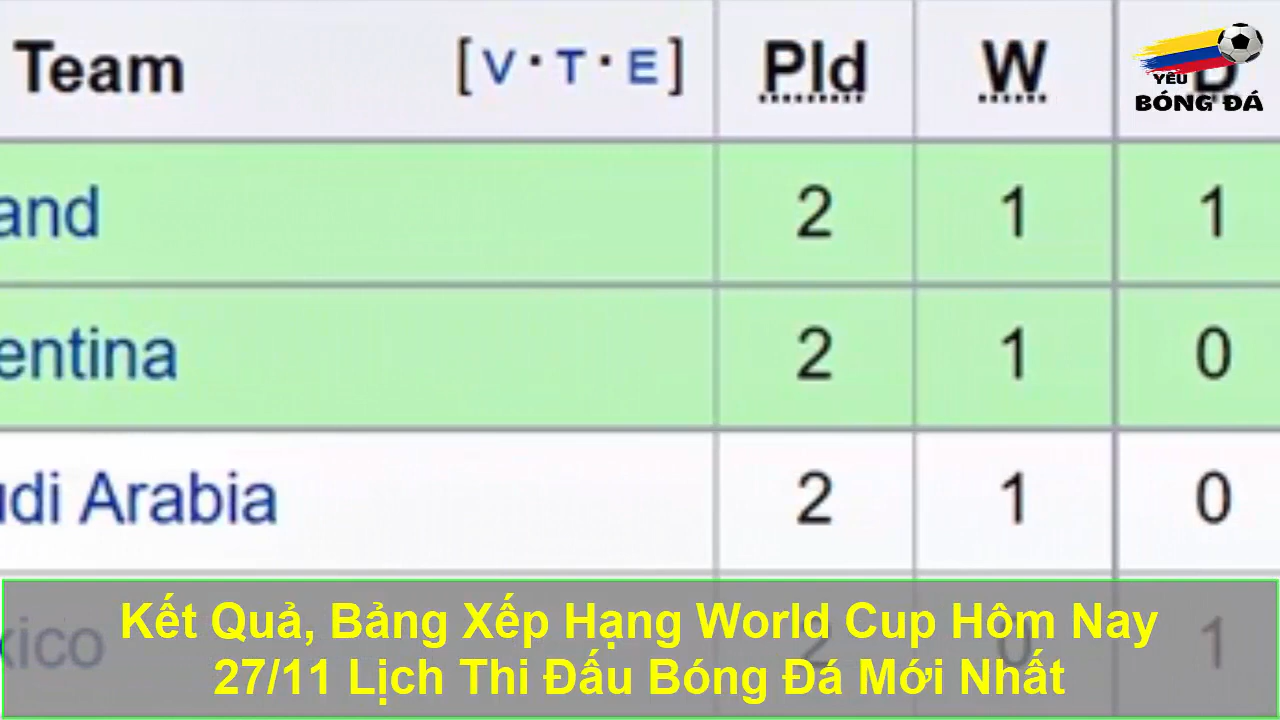 Team [V · T · E] Pld W D
YÊU
BÓNG ĐÁ
and 2 1 1
entina 2 1 0
udi Arabia 2 1 0
xico 2 0 1
Kết Quả, Bảng Xếp Hạng World Cup Hôm Nay
27/11 Lịch Thi Đấu Bóng Đá Mới Nhất